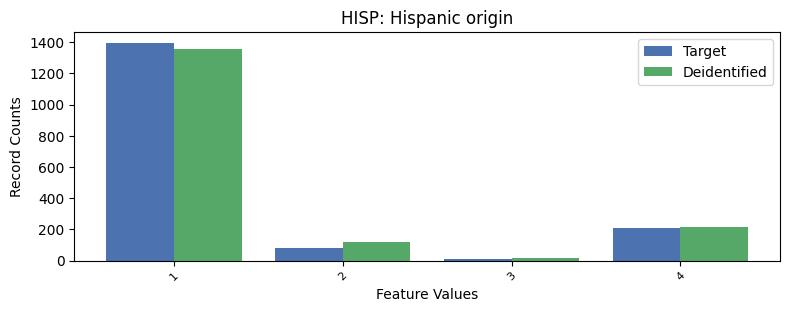 HISP: Hispanic origin
1400
1200
1000
800
600
400
200
0
Record Counts
Target
Deidentified
1 2 3 4
Feature Values